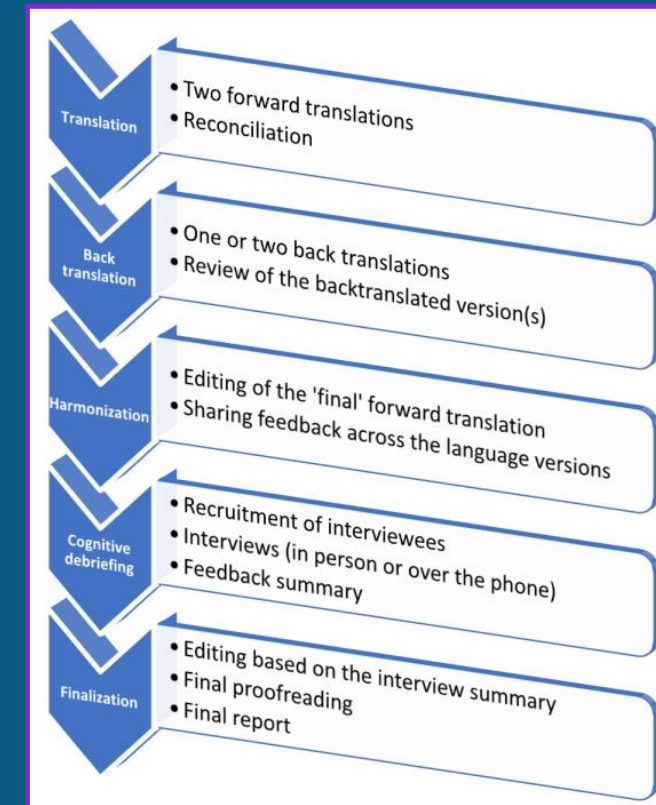 Translation
• Two forward translations
• Reconciliation
Back
translation
• One or two back translations
• Review of the backtranslated version(s)
Harmonization
• Editing of the 'final' forward translation
• Sharing feedback across the language versions
Cognitive
debriefing
• Recruitment of interviewees
• Interviews (in person or over the phone)
• Feedback summary
Finalization
• Editing based on the interview summary
• Final proofreading
• Final report